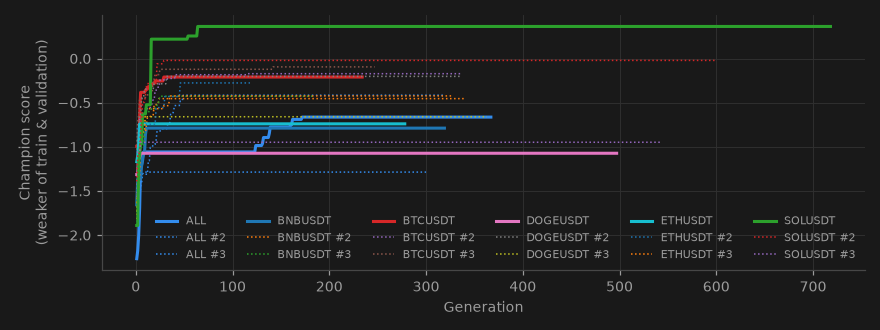 Champion score
(weaker of train & validation)
0.0
−0.5
−1.0
−1.5
−2.0
ALL BNBUSDT BTCUSDT DOGEUSDT ETHUSDT SOLUSDT
ALL #2 BNBUSDT #2 BTCUSDT #2 DOGEUSDT #2 ETHUSDT #2 SOLUSDT #2
ALL #3 BNBUSDT #3 BTCUSDT #3 DOGEUSDT #3 ETHUSDT #3 SOLUSDT #3
0 100 200 300 400 500 600 700
Generation